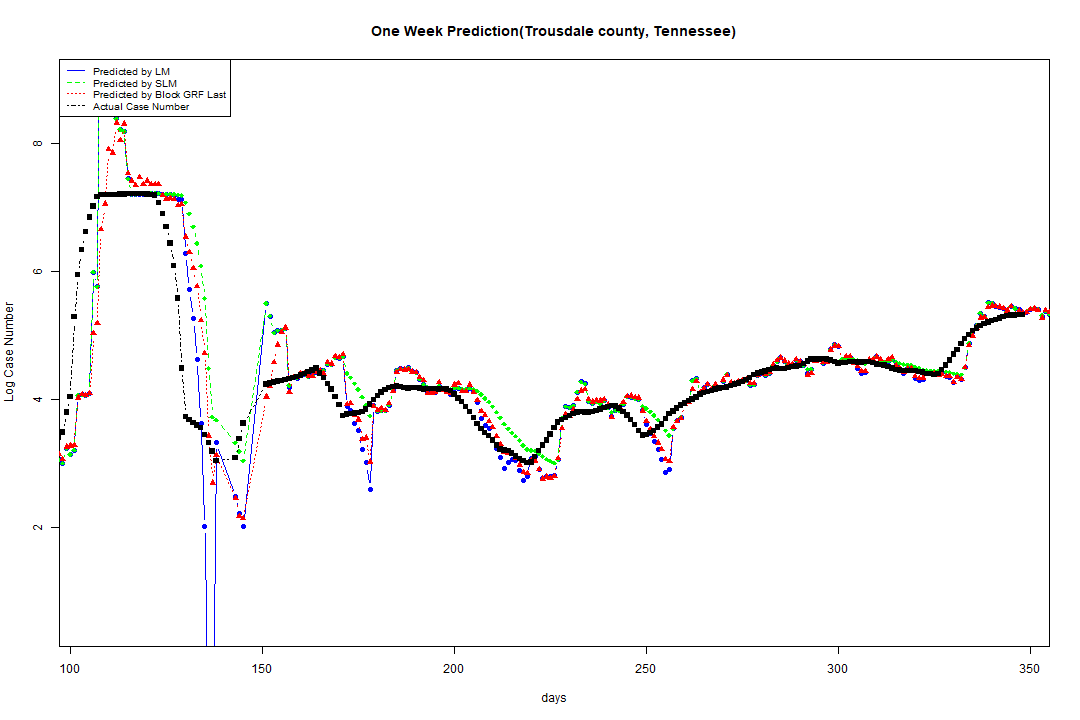 One Week Prediction(Trousdale county, Tennessee)
Predicted by LM
Predicted by SLM
Predicted by Block GRF Last
Actual Case Number
8
6
4
2
Log Case Number
100 150 200 250 300 350
days